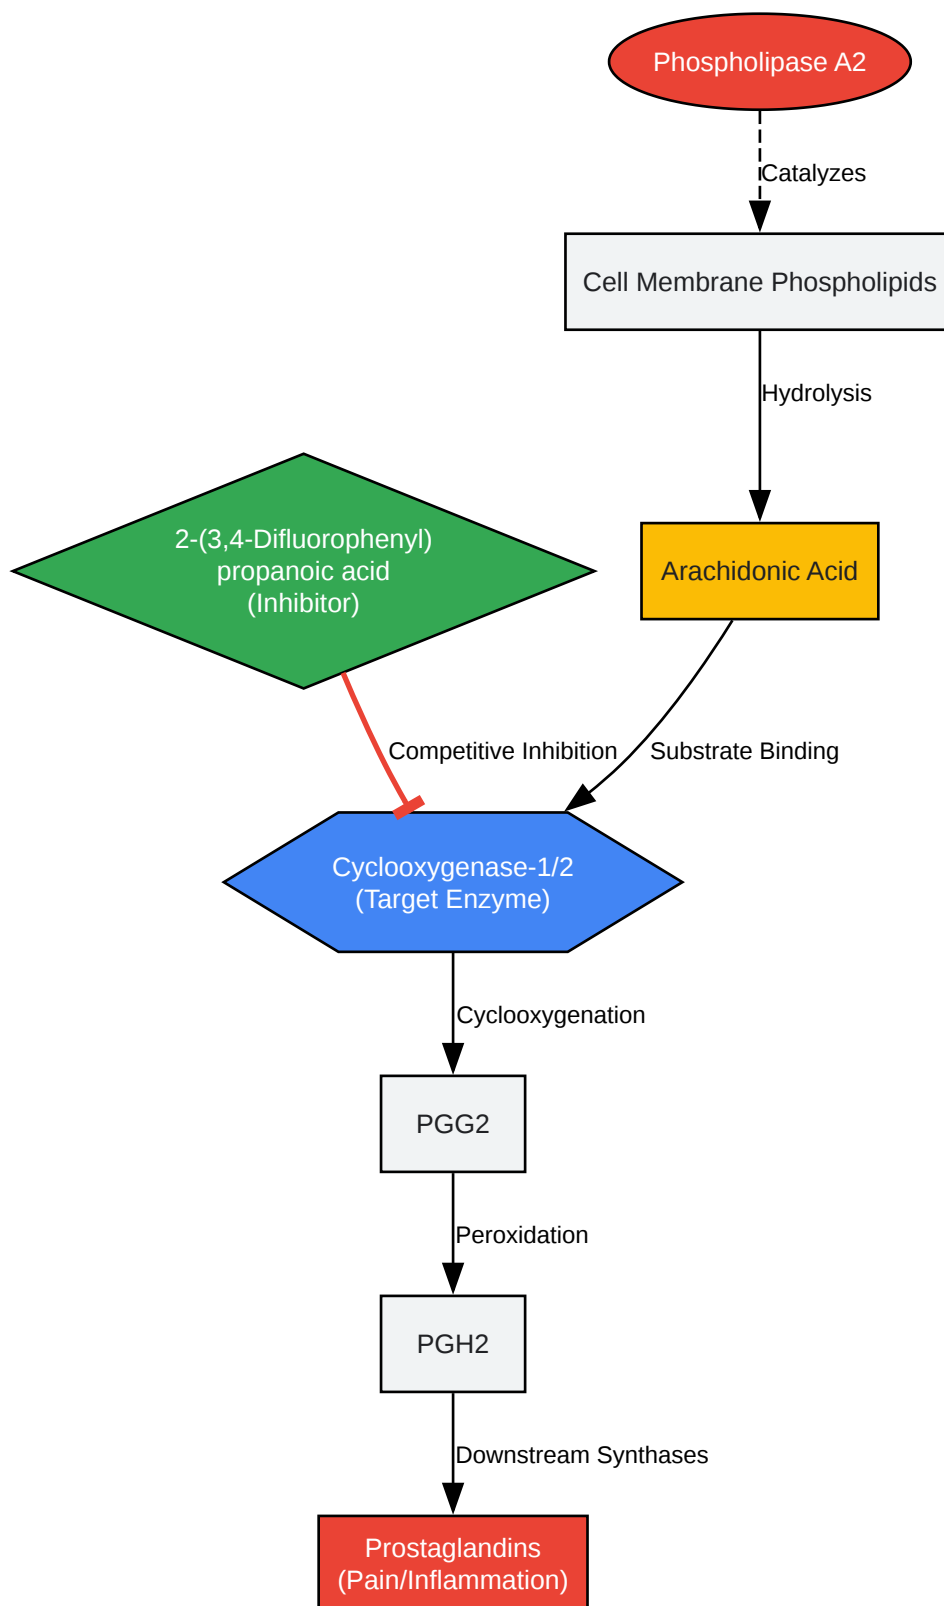 Phospholipase A2
Catalyzes
Cell Membrane Phospholipids
Hydrolysis
2-(3,4-Difluorophenyl)
propanoic acid
(Inhibitor)
Arachidonic Acid
Competitive Inhibition
Substrate Binding
Cyclooxygenase-1/2
(Target Enzyme)
Cyclooxygenation
PGG2
Peroxidation
PGH2
Downstream Synthases
Prostaglandins
(Pain/Inflammation)